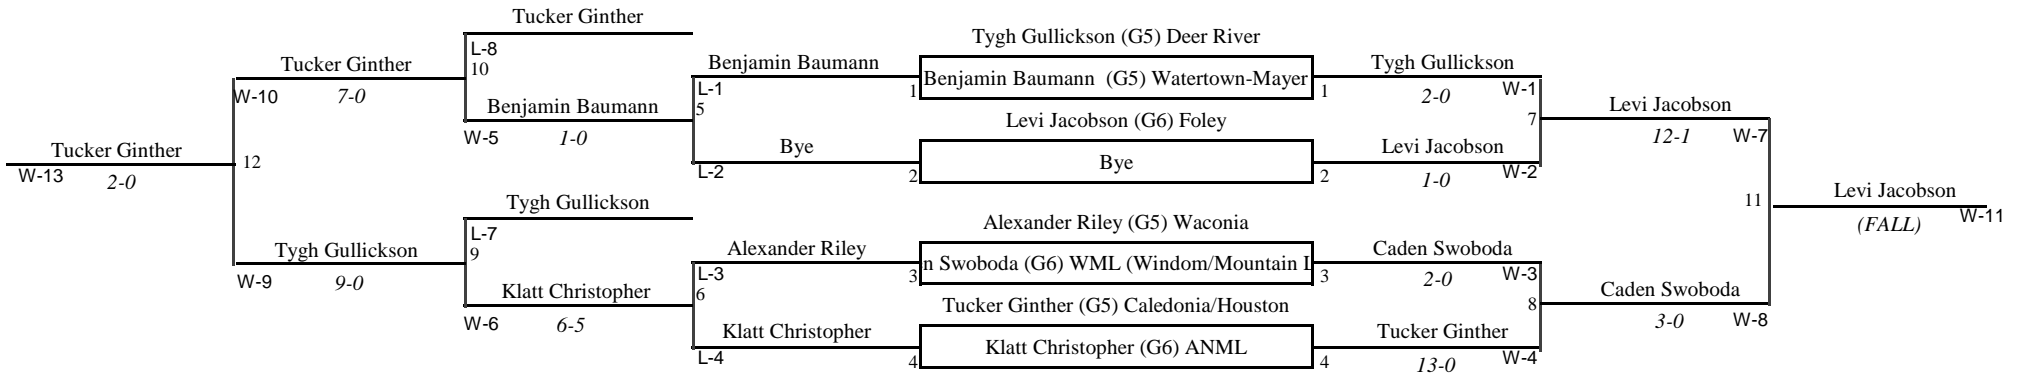 Tucker Ginther
L-8
10
Tucker Ginther
W-10
7-0
Benjamin Baumann
W-5
1-0
Tucker Ginther
W-13
2-0
12
Tygh Gullickson
L-7
9
Tygh Gullickson
W-9
9-0
Klatt Christopher
W-6
6-5
Benjamin Baumann
L-1
5
1
Bye
L-2
2
Alexander Riley
L-3
6
3
Klatt Christopher
L-4
4
Tygh Gullickson (G5) Deer River
Benjamin Baumann (G5) Watertown-Mayer
Levi Jacobson (G6) Foley
Bye
Alexander Riley (G5) Waconia
n Swoboda (G6) WML (Windom/Mountain L
Tucker Ginther (G5) Caledonia/Houston
Klatt Christopher (G6) ANML
Tygh Gullickson
1
2-0
W-1
7
Levi Jacobson
2
1-0
W-2
Caden Swoboda
3
2-0
W-3
8
Tucker Ginther
4
13-0
W-4
Levi Jacobson
12-1
W-7
11
Caden Swoboda
3-0
W-8
Levi Jacobson
(FALL)
W-11